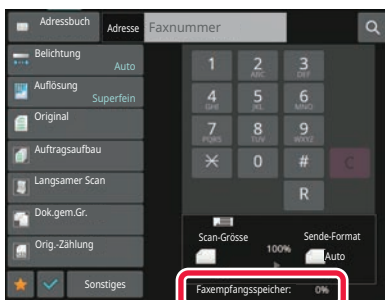 Adressbuch
Adresse
Faxnummer
Belichtung
Auto
Auflösung
Superfein
Original
Auftragsaufbau
Langsamer Scan
Dok.gem.Gr.
Orig.-Zählung
Sonstiges
1 2 3
ABC DEF
4 5 6
GHI JKL MNO
7 8 9
PQRS TUV WXYZ
0 # C
R
Scan-Grösse
100%
Sende-Format
Auto
Faxempfangsspeicher: 0%